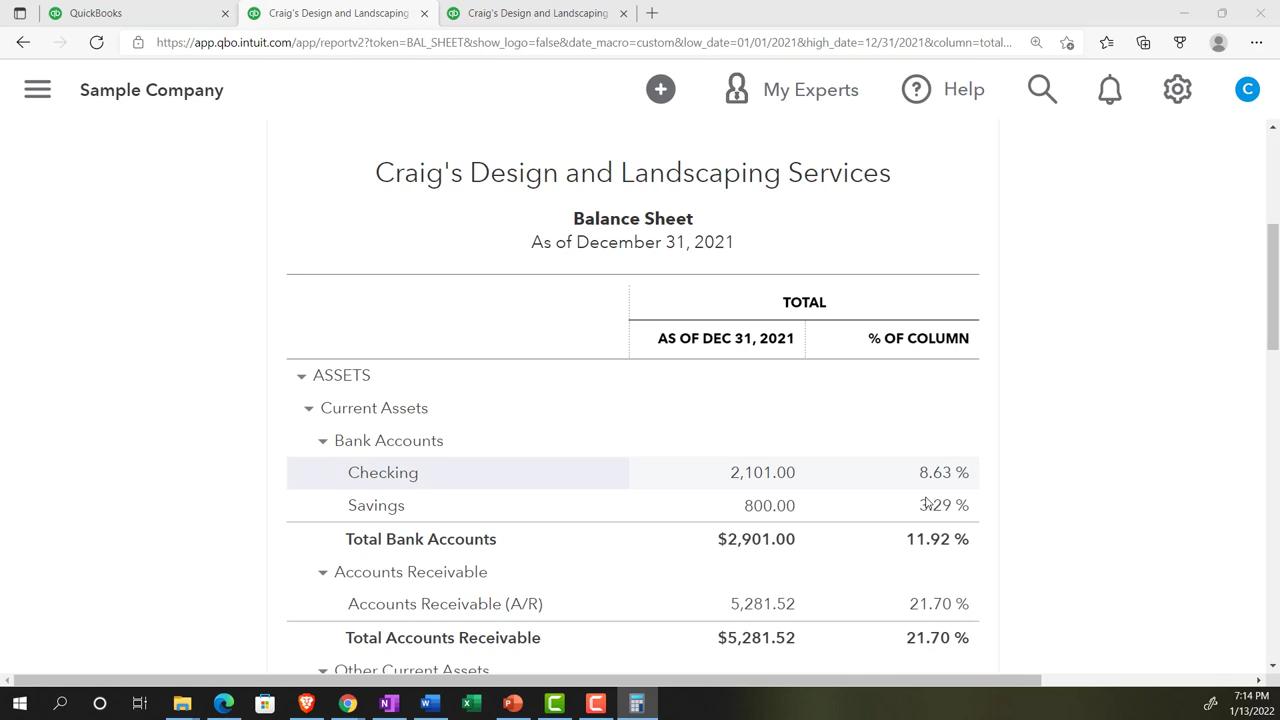 QuickBooks
Craig's Design and Landscaping
Craig's Design and Landscaping
https://app.qbo.intuit.com/app/reportv2?token=BAL_SHEET&show_logo=false&date_macro=custom&low_date=01/01/2021&high_date=12/31/2021&column=total...
Sample Company
My Experts
Help
C
Craig's Design and Landscaping Services
Balance Sheet
As of December 31, 2021
TOTAL
AS OF DEC 31, 2021 % OF COLUMN
ASSETS
Current Assets
Bank Accounts
Checking 2,101.00 8.63 %
Savings 800.00 3.29 %
Total Bank Accounts $2,901.00 11.92 %
Accounts Receivable
Accounts Receivable (A/R) 5,281.52 21.70 %
Total Accounts Receivable $5,281.52 21.70 %
Other Current Assets
7:14 PM
1/13/2022